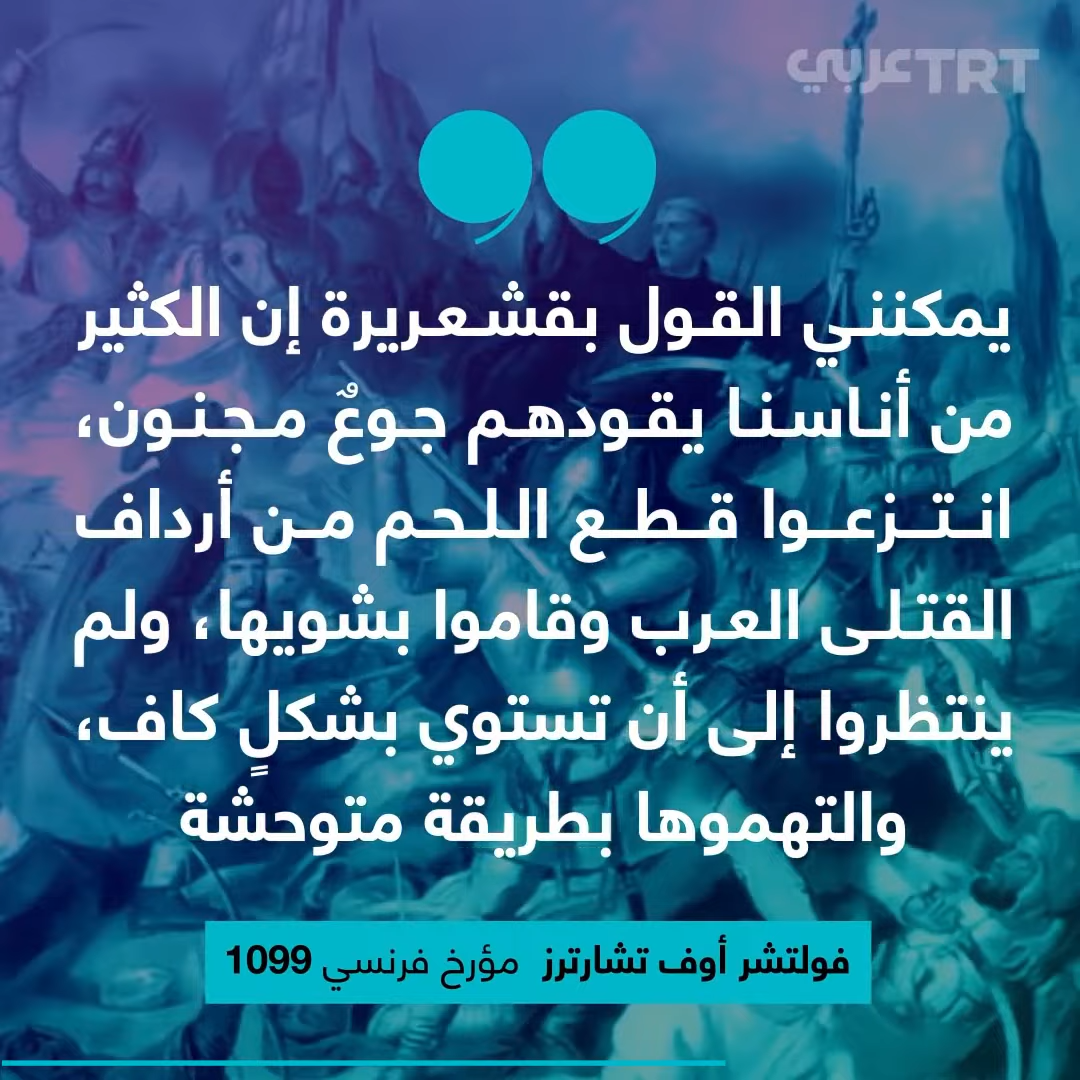 TRT عربي
يمكنني القول بقشعريرة إن الكثير
من أناسنا يقودهم جوعٌ مجنون،
انتزعوا قطع اللحم من أرداف
القتلى العرب وقاموا بشويها، ولم
ينتظروا إلى أن تستوي بشكلٍ كاف،
والتهموها بطريقة متوحشة
فولتشر أوف تشارترز مؤرخ فرنسي 1099